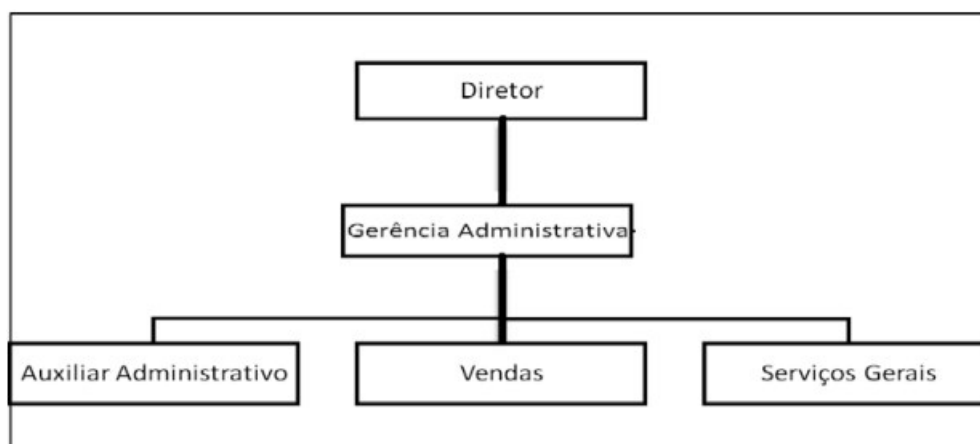 Diretor
Gerência Administrativa
Auxiliar Administrativo
Vendas
Serviços Gerais